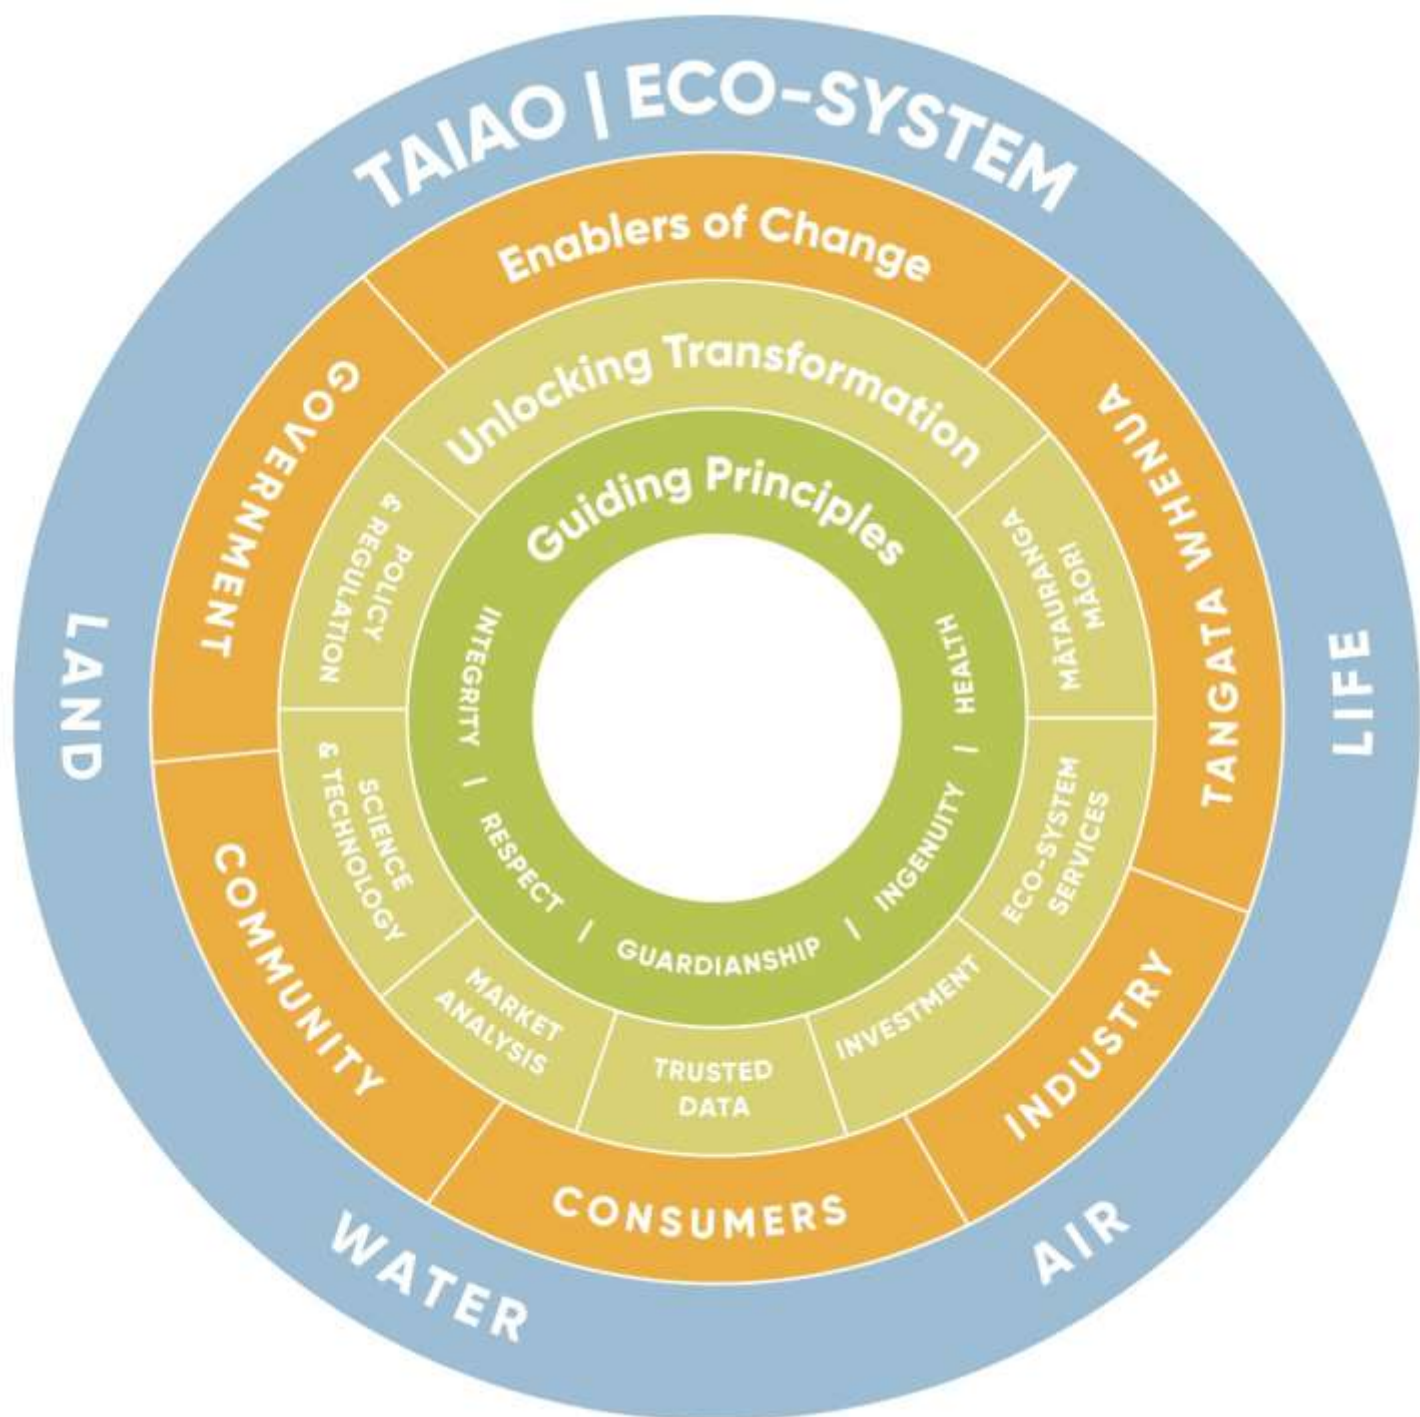 TAIAO | ECO-SYSTEM
LAND
WATER
AIR
LIFE
Enablers of Change
GOVERNMENT
COMMUNITY
CONSUMERS
INDUSTRY
TANGATA WHENUA
Unlocking Transformation
POLICY
& REGULATION
SCIENCE
& TECHNOLOGY
MARKET
ANALYSIS
TRUSTED
DATA
INVESTMENT
ECO-SYSTEM
SERVICES
MĀTAURANGA
MĀORI
Guiding Principles
INTEGRITY | RESPECT | GUARDIANSHIP | INGENUITY | HEALTH